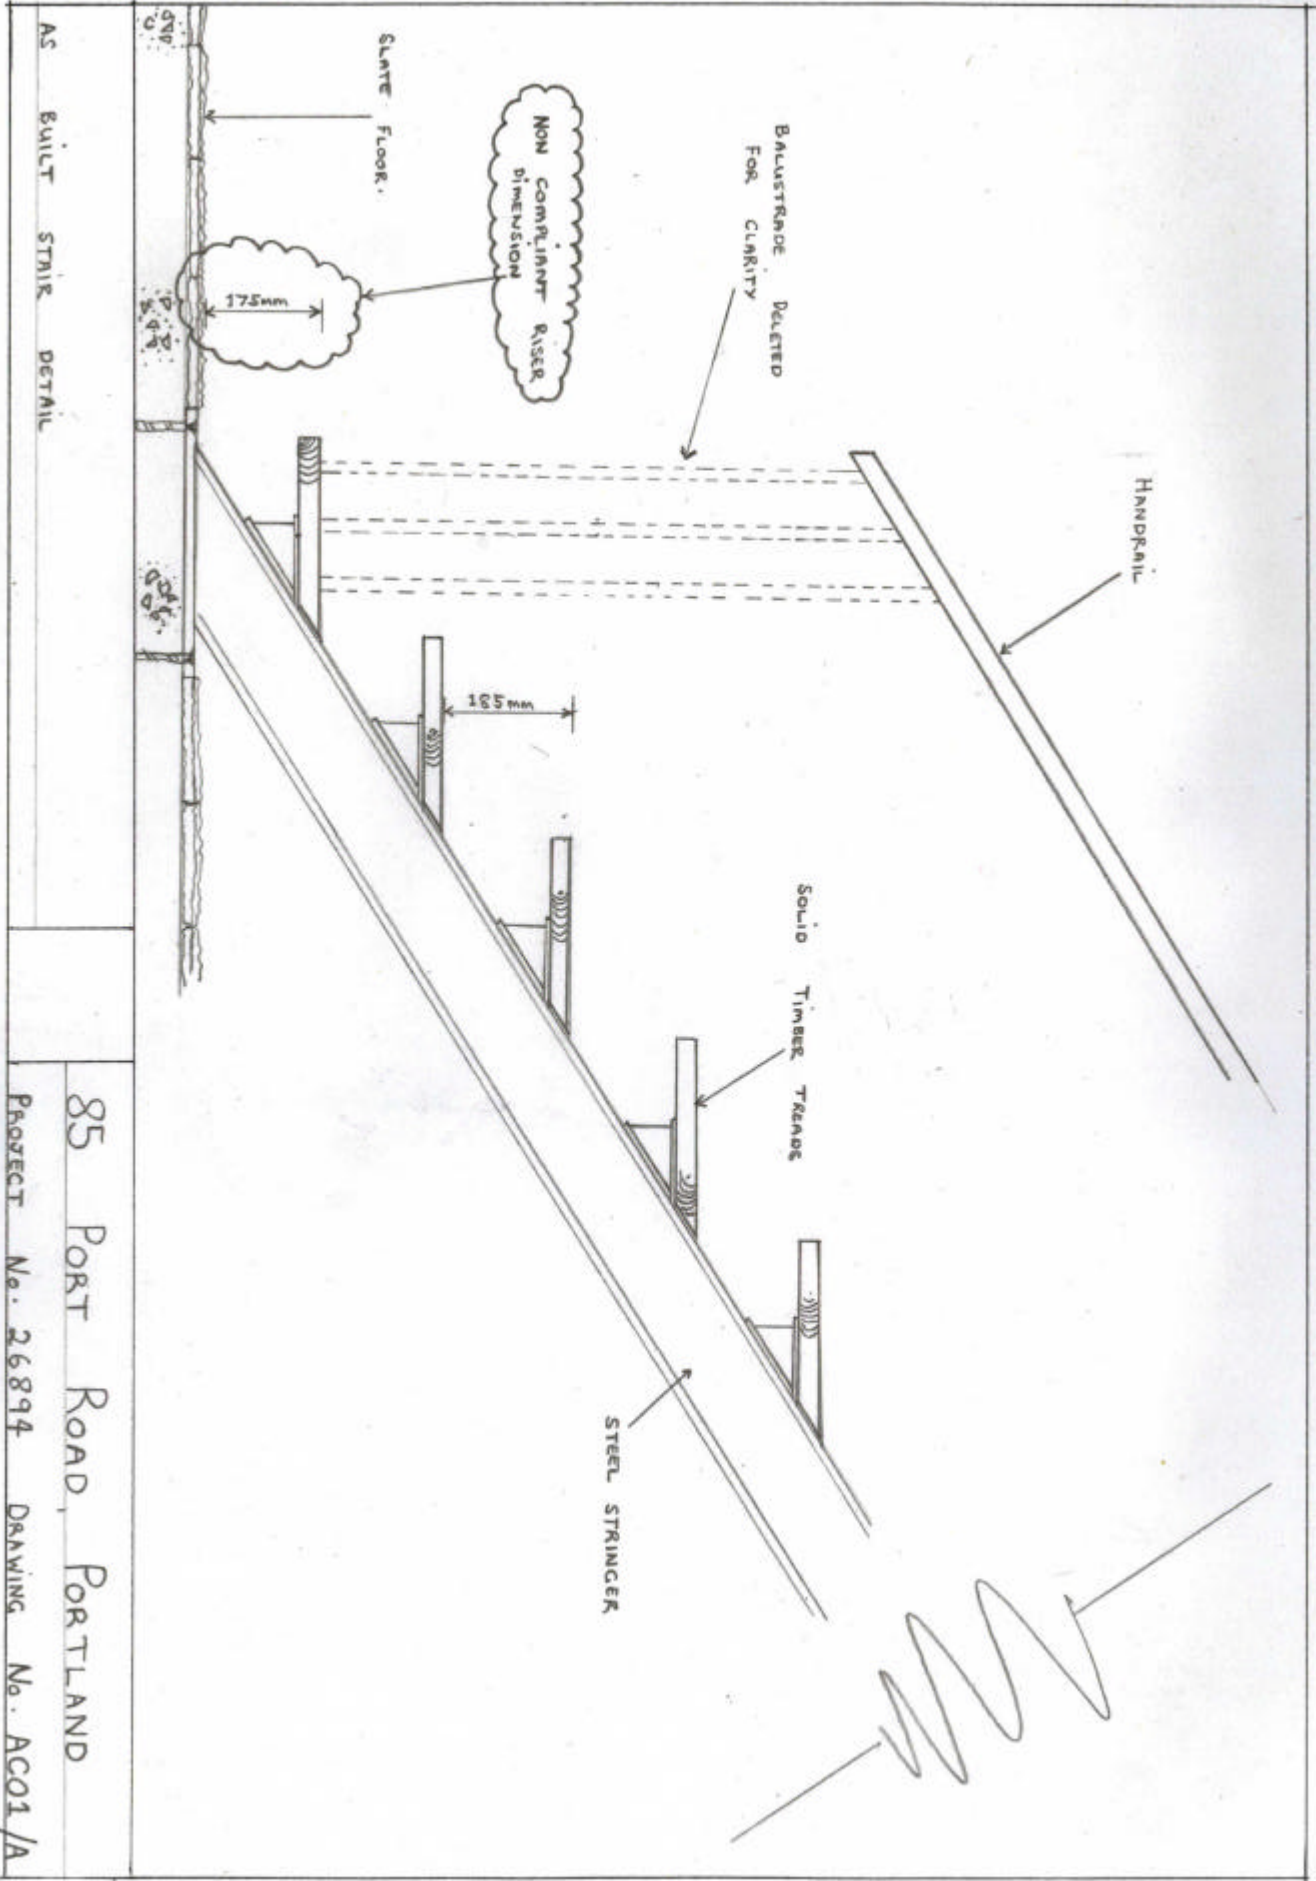 HANDRAIL
BALUSTRADE DELETED
FOR CLARITY
SOLID TIMBER TREADS
NON COMPLIANT RISER
DIMENSION
185mm
SLATE FLOOR.
175mm
STEEL STRINGER
AS BUILT STAIR DETAIL
85 PORT ROAD, PORTLAND
PROJECT No. 26894 DRAWING No. AC01/A